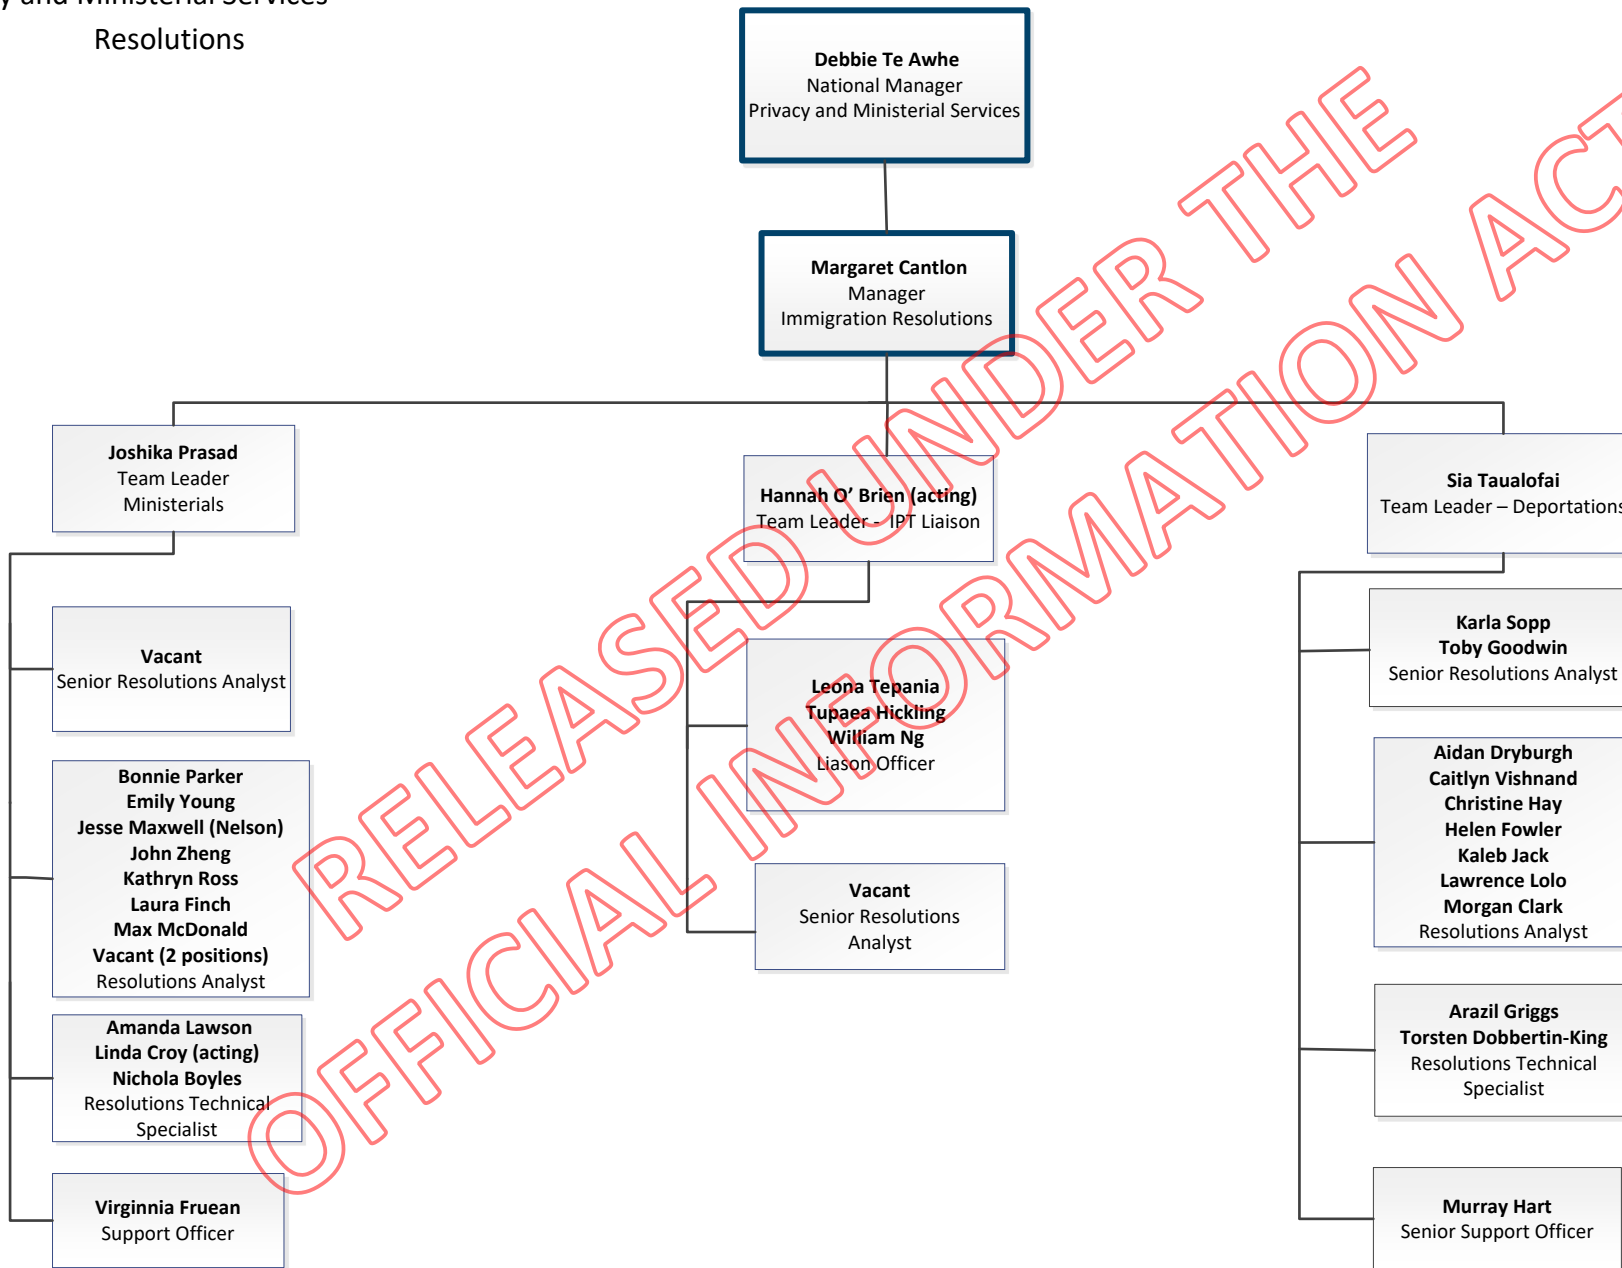 y and Ministerial Services
Resolutions
Debbie Te Awhe
National Manager
Privacy and Ministerial Services
Margaret Cantlon
Manager
Immigration Resolutions
Joshika Prasad
Team Leader
Ministerials
Vacant
Senior Resolutions Analyst
Bonnie Parker
Emily Young
Jesse Maxwell (Nelson)
John Zheng
Kathryn Ross
Laura Finch
Max McDonald
Vacant (2 positions)
Resolutions Analyst
Amanda Lawson
Linda Croy (acting)
Nichola Boyles
Resolutions Technical
Specialist
Virginnia Fruean
Support Officer
Hannah O’ Brien (acting)
Team Leader - IPT Liaison
Leona Tepania
Tupaea Hickling
William Ng
Liason Officer
Vacant
Senior Resolutions
Analyst
Sia Taualofai
Team Leader – Deportations
Karla Sopp
Toby Goodwin
Senior Resolutions Analyst
Aidan Dryburgh
Caitlyn Vishnand
Christine Hay
Helen Fowler
Kaleb Jack
Lawrence Lolo
Morgan Clark
Resolutions Analyst
Arazil Griggs
Torsten Dobbertin-King
Resolutions Technical
Specialist
Murray Hart
Senior Support Officer
RELEASED UNDER THE
OFFICIAL INFORMATION ACT